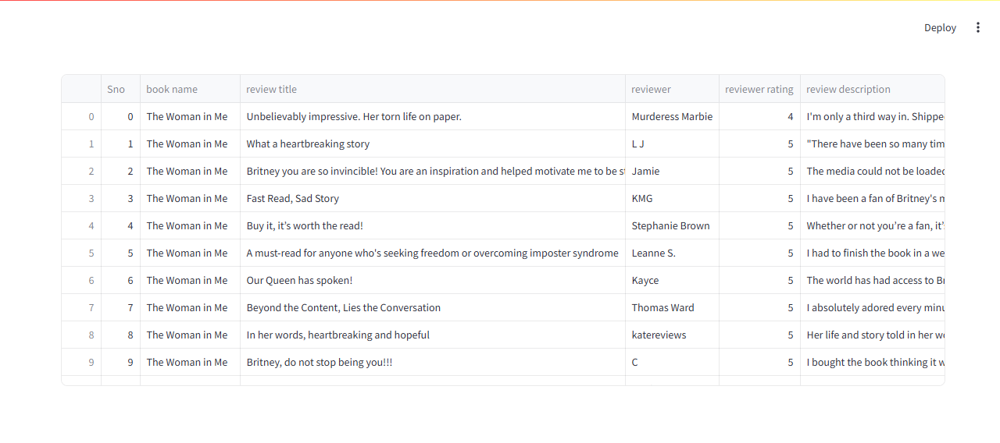 Deploy
Sno book name review title reviewer reviewer rating review description
0 0 The Woman in Me Unbelievably impressive. Her torn life on paper. Murderess Marbie 4 I'm only a third way in.
1 1 The Woman in Me What a heartbreaking story L J 5 "There have been so many
2 2 The Woman in Me Britney you are so invincible! You are an inspiration and helped motivate me to be Jamie 5 The media could not be
3 3 The Woman in Me Fast Read, Sad Story KMG 5 I have been a fan of Britney's
4 4 The Woman in Me Buy it, it’s worth the read! Stephanie Brown 5 Whether or not you’re a fan,
5 5 The Woman in Me A must-read for anyone who's seeking freedom or overcoming imposter syndrome Leanne S. 5 I had to finish the book in a
6 6 The Woman in Me Our Queen has spoken! Kayce 5 The world has had access to
7 7 The Woman in Me Beyond the Content, Lies the Conversation Thomas Ward 5 I absolutely adored every
8 8 The Woman in Me In her words, heartbreaking and hopeful katereviews 5 Her life and story told in her
9 9 The Woman in Me Britney, do not stop being you!!! C 5 I bought the book thinking it